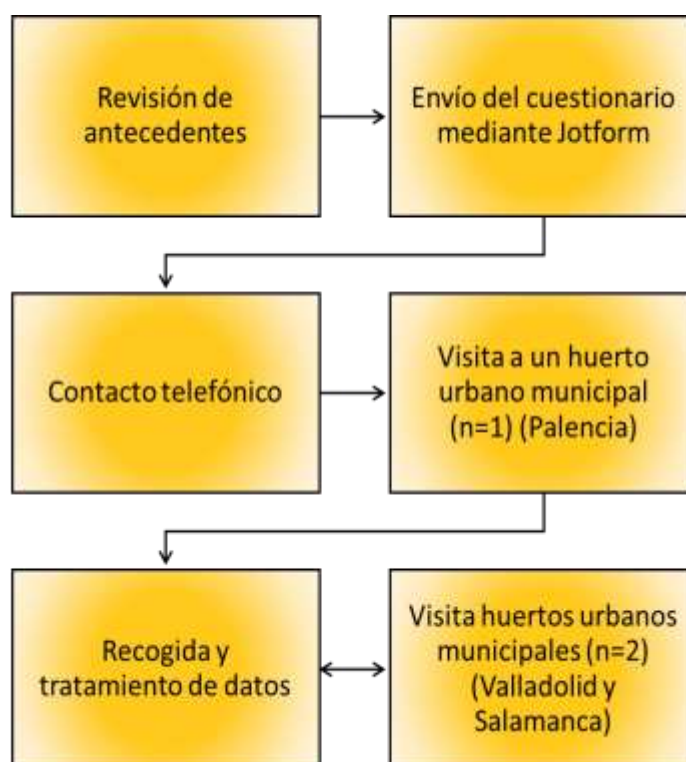 Revisión de
antecedentes
Envío del cuestionario
mediante Jotform
Contacto telefónico
Visita a un huerto
urbano municipal
(n=1) (Palencia)
Recogida y
tratamiento de datos
Visita huertos urbanos
municipales (n=2)
(Valladolid y
Salamanca)